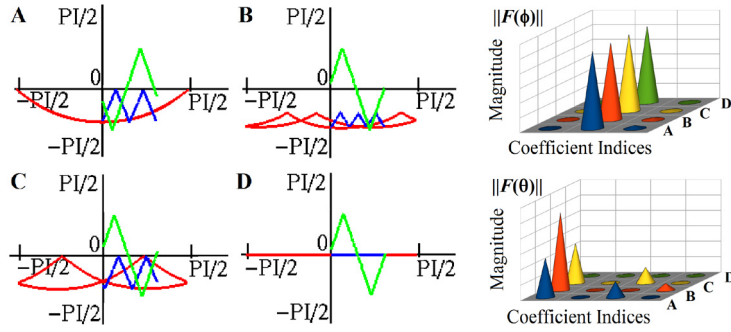 A
PI/2
0
−PI/2
PI/2
−PI/2
B
PI/2
0
−PI/2
PI/2
−PI/2
||F(ϕ)||
Magnitude
Coefficient Indices
A
B
C
D
C
PI/2
0
−PI/2
PI/2
−PI/2
D
PI/2
0
−PI/2
PI/2
−PI/2
||F(θ)||
Magnitude
Coefficient Indices
A
B
C
D